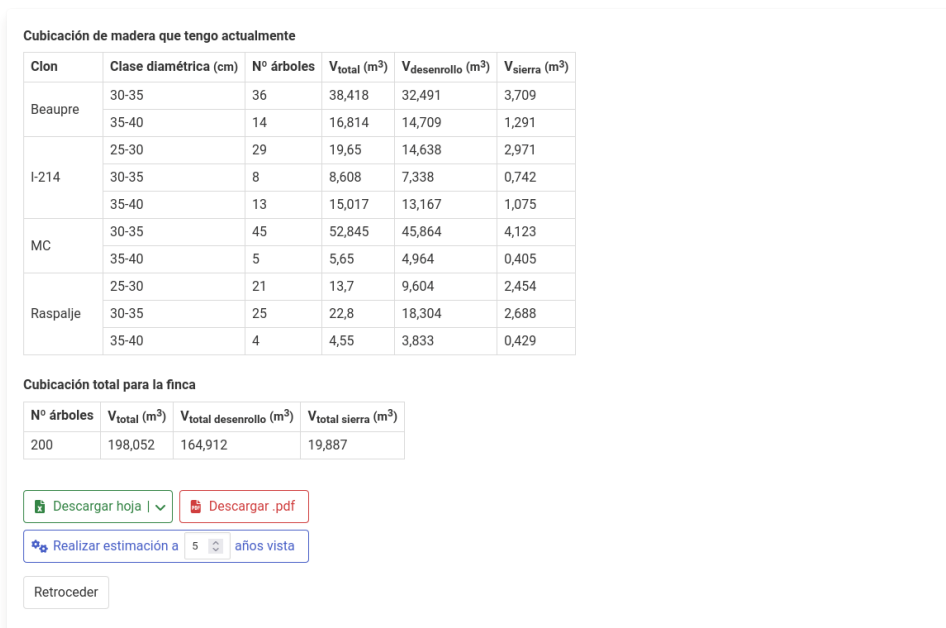 Cubicación de madera que tengo actualmente
Clon Clase diamétrica (cm) Nº árboles Vtotal (m³) Vdesenrollo (m³) Vsierra (m³)
Beaupre 30-35 36 38,418 32,491 3,709
35-40 14 16,814 14,709 1,291
I-214 25-30 29 19,65 14,638 2,971
30-35 8 8,608 7,338 0,742
35-40 13 15,017 13,167 1,075
MC 30-35 45 52,845 45,864 4,123
35-40 5 5,65 4,964 0,405
Raspalje 25-30 21 13,7 9,604 2,454
30-35 25 22,8 18,304 2,688
35-40 4 4,55 3,833 0,429
Cubicación total para la finca
Nº árboles Vtotal (m³) Vtotal desenrollo (m³) Vtotal sierra (m³)
200 198,052 164,912 19,887
Descargar hoja | Descargar .pdf
Realizar estimación a 5 años vista
Retroceder